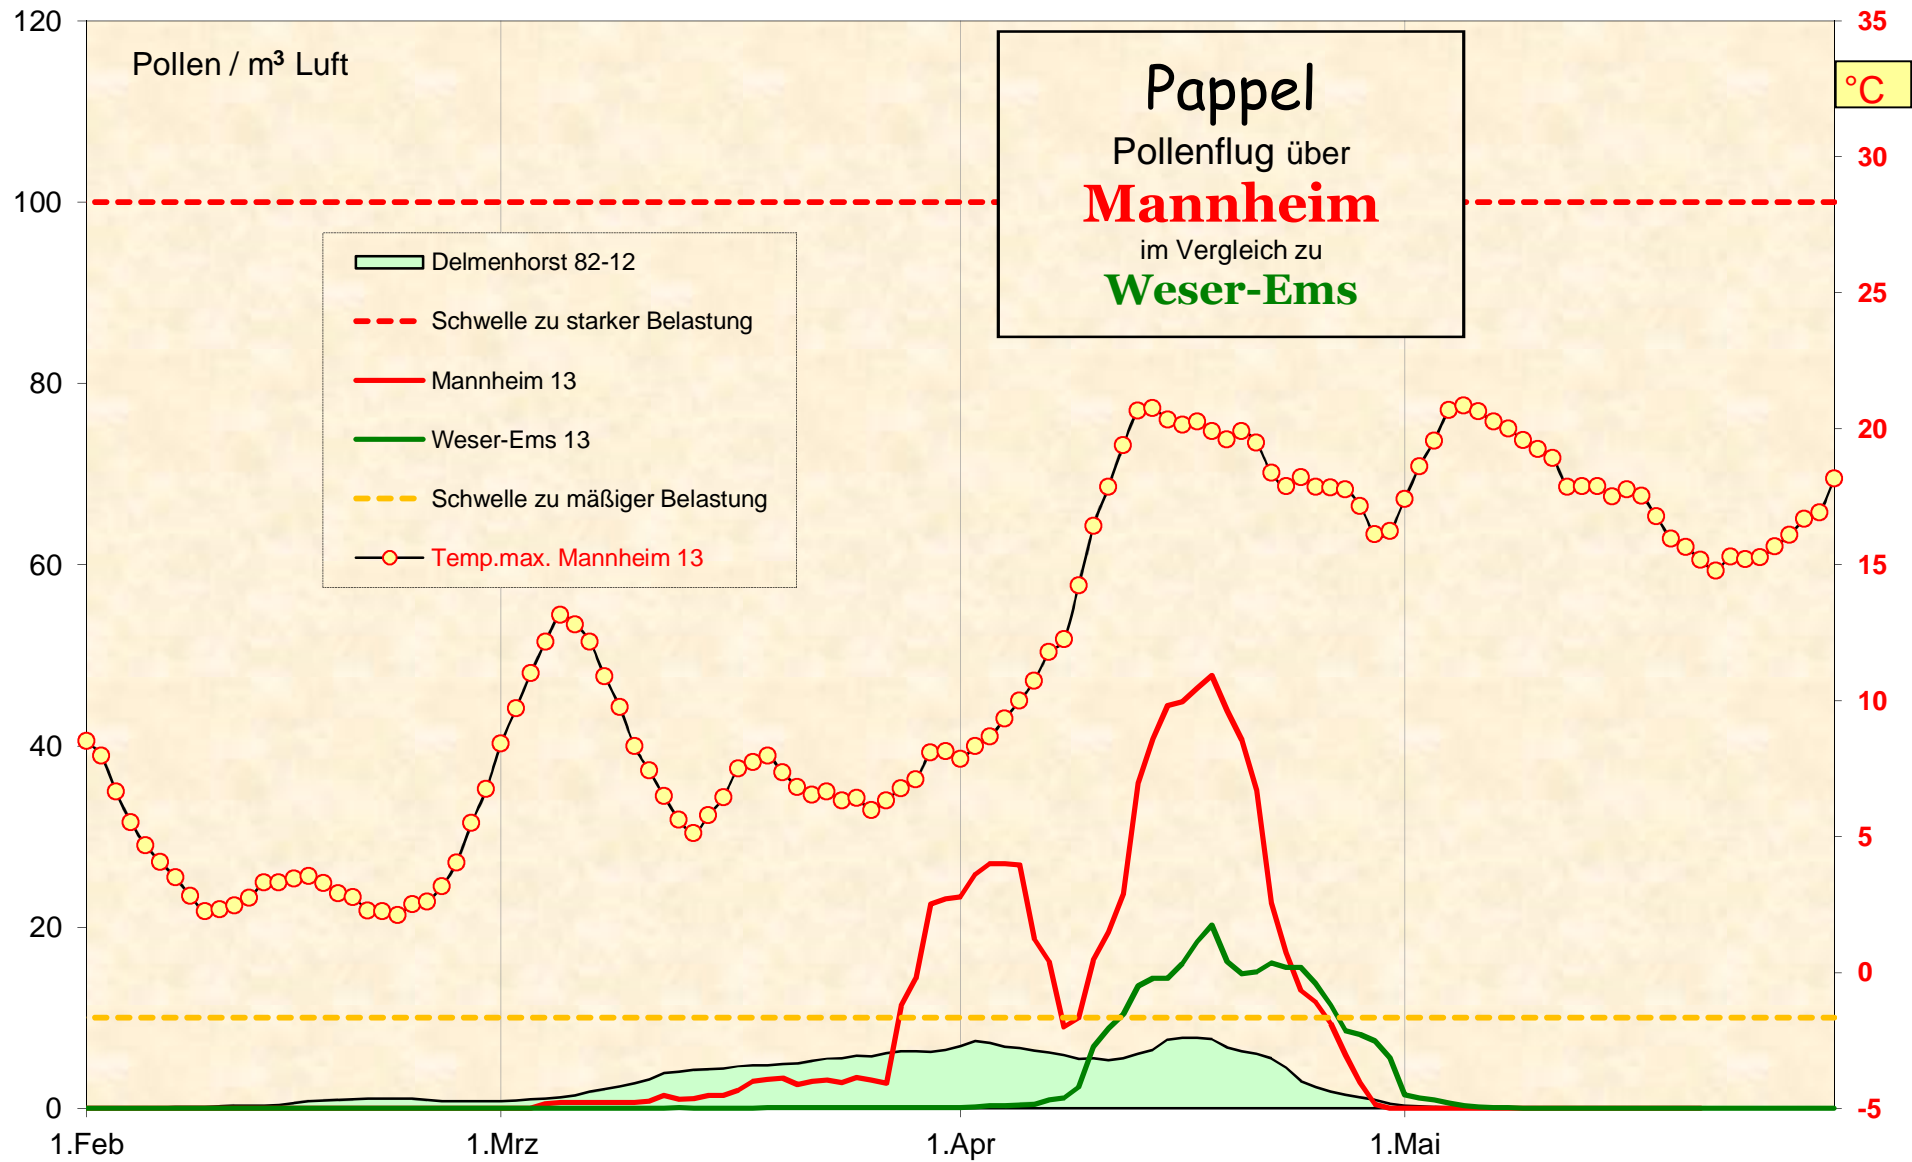 120
100
80
60
40
20
0
Pollen / m³ Luft
Pappel
Pollenflug über
Mannheim
im Vergleich zu
Weser-Ems
Delmenhorst 82-12
Schwelle zu starker Belastung
Mannheim 13
Weser-Ems 13
Schwelle zu mäßiger Belastung
Temp.max. Mannheim 13
35
°C
30
25
20
15
10
5
0
-5
1.Feb
1.Mrz
1.Apr
1.Mai